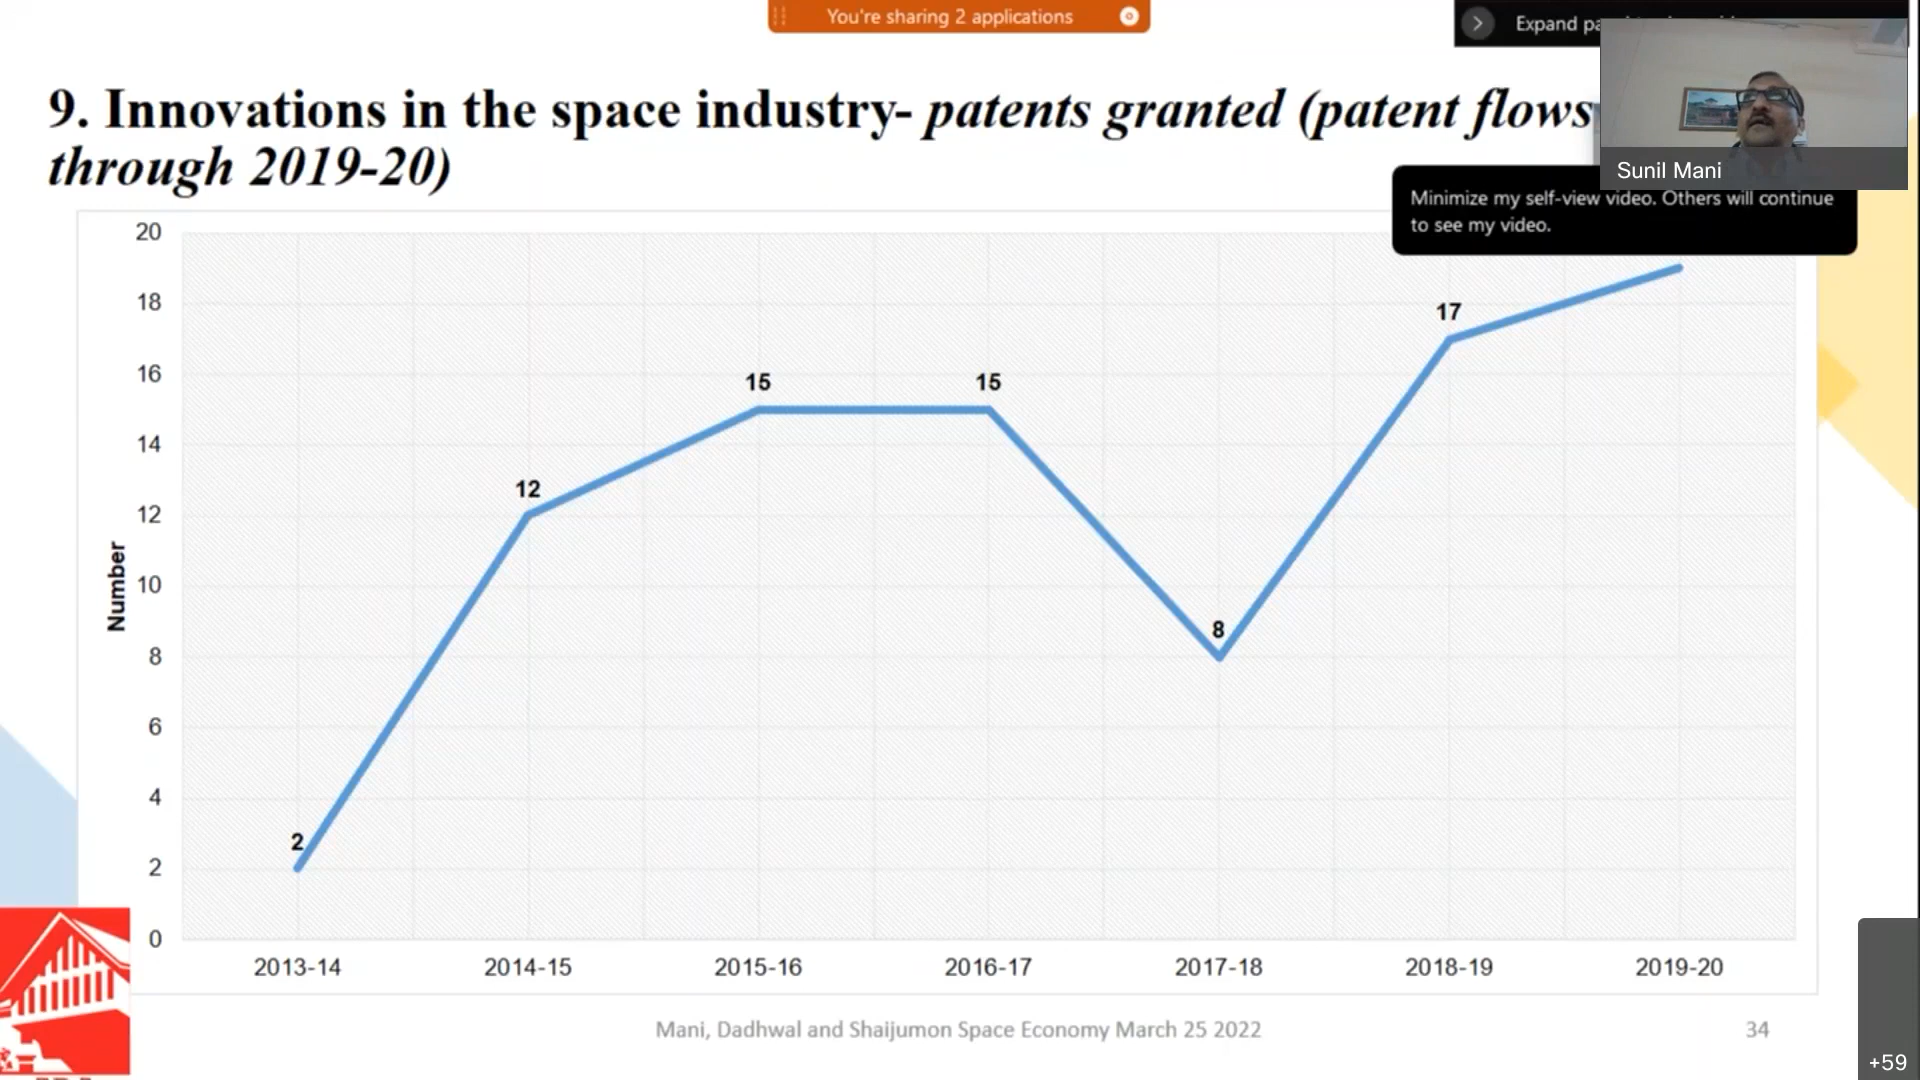 You're sharing 2 applications
Expand
Sunil Mani
9. Innovations in the space industry- patents granted (patent flows
through 2019-20)
Minimize my self-view video. Others will continue
to see my video.
20
18
16
14
12
10
8
6
4
2
0
Number
2
12
15
15
8
17
2013-14
2014-15
2015-16
2016-17
2017-18
2018-19
2019-20
Mani, Dadhwal and Shaijumon Space Economy March 25 2022
34
+59